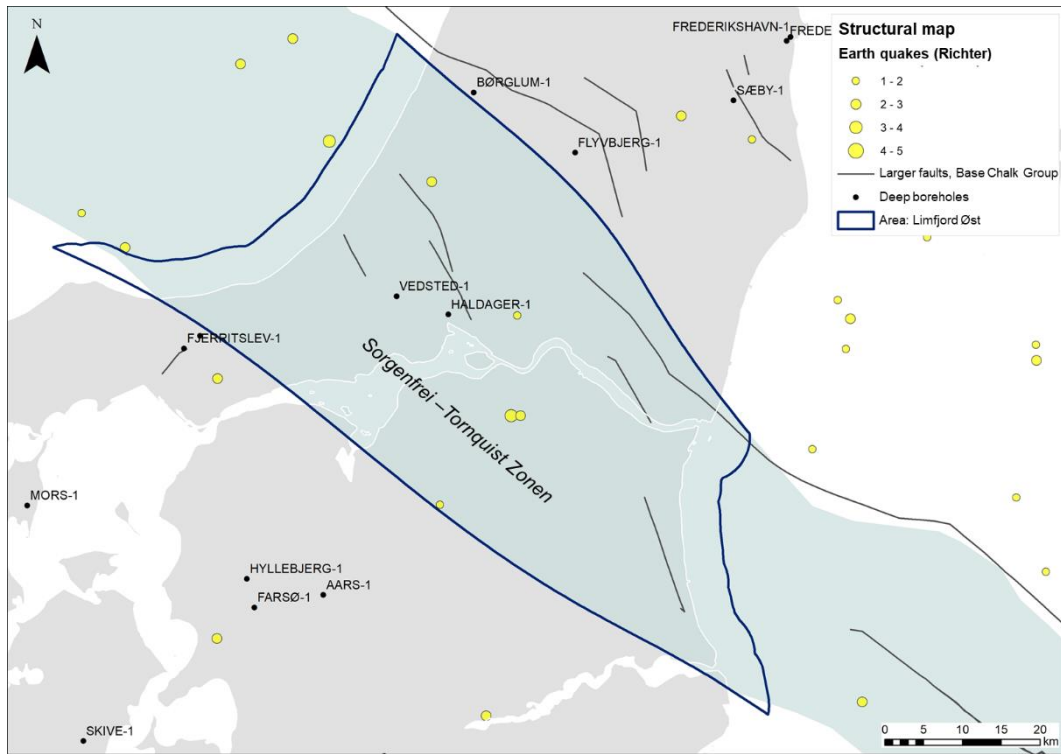 N
FREDERIKSHAVN-1
FREDE
BØRGLUM-1
SÆBY-1
FLYVBJERG-1
VEDSTED-1
HALDAGER-1
FJERRITSLEV-1
Sorgenfrei –Tornquist Zonen
MORS-1
HYLLEBJERG-1
AARS-1
FARSØ-1
SKIVE-1
Structural map
Earth quakes (Richter)
1 - 2
2 - 3
3 - 4
4 - 5
Larger faults, Base Chalk Group
Deep boreholes
Area: Limfjord Øst
0 5 10 15 20
km